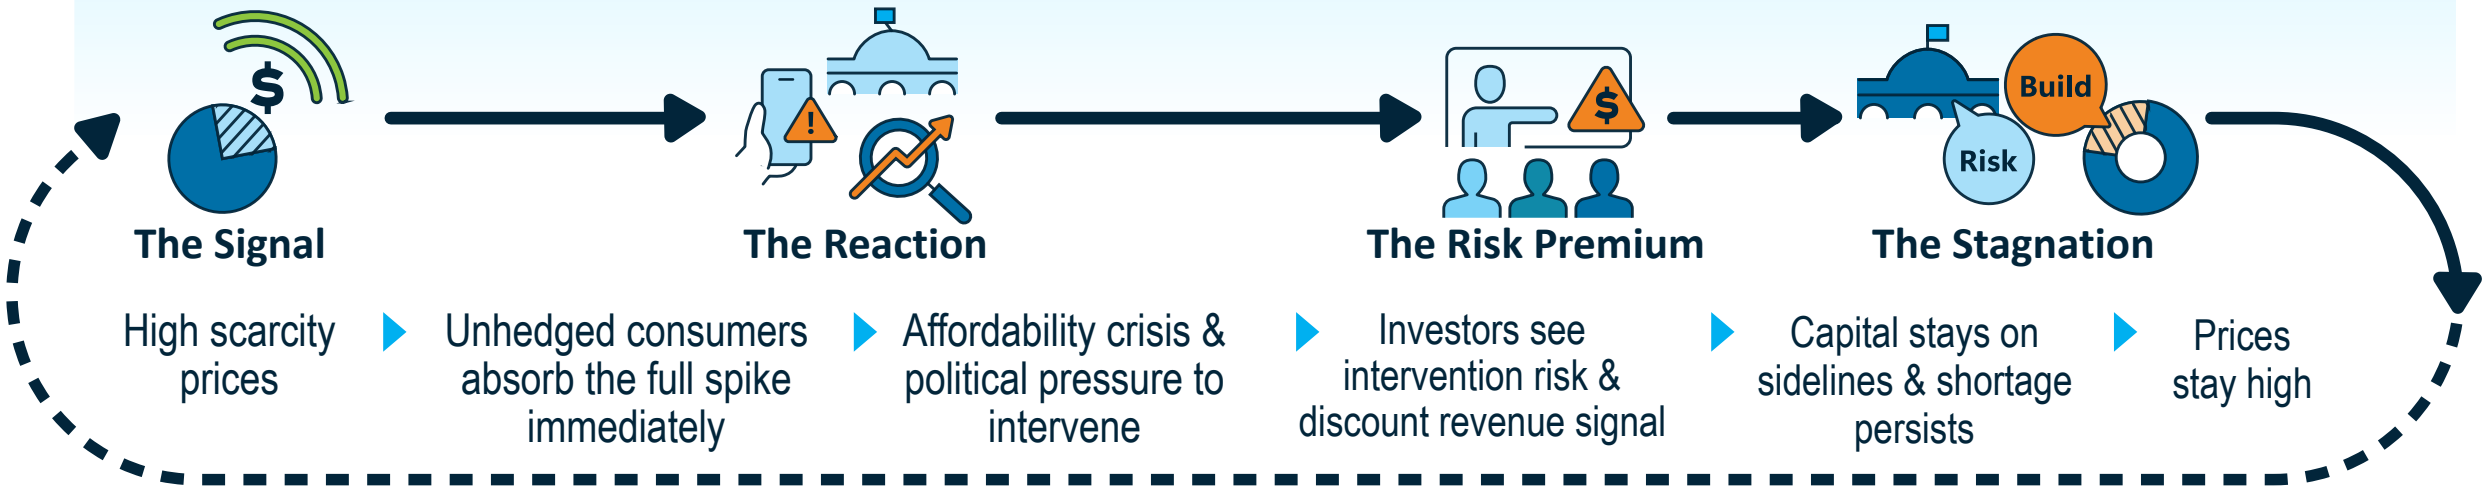 $
!
$
Build
Risk
The Signal
The Reaction
The Risk Premium
The Stagnation
High scarcity
prices
Unhedged consumers
absorb the full spike
immediately
Affordability crisis &
political pressure to
intervene
Investors see
intervention risk &
discount revenue signal
Capital stays on
sidelines & shortage
persists
Prices
stay high